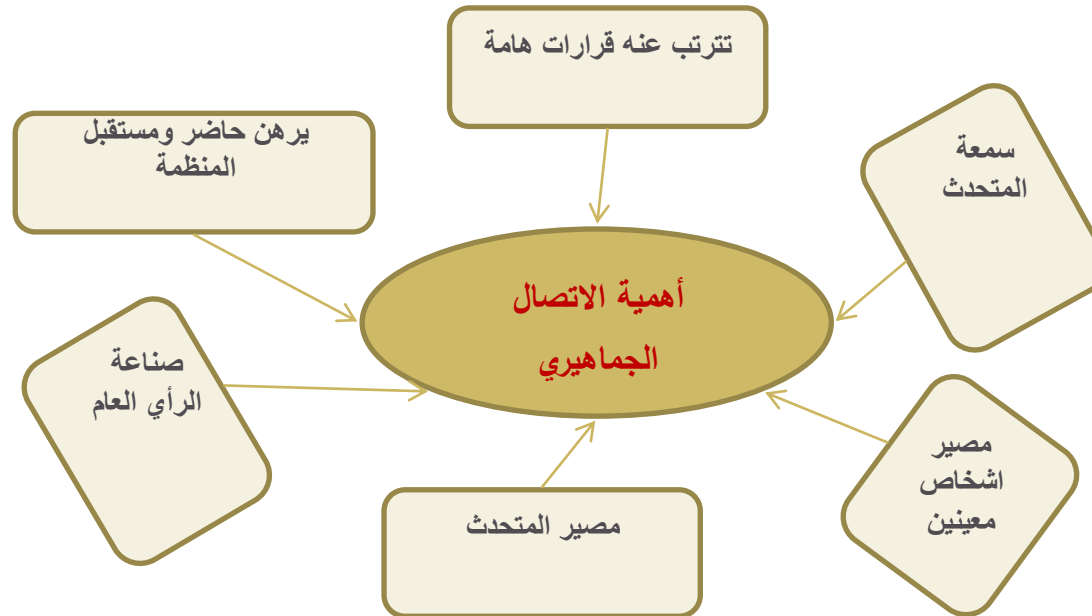 تترتب عنه قرارات هامة
يرهن حاضر ومستقبل
المنظمة
سمعة
المتحدث
أهمية الاتصال
الجماهيري
صناعة
الرأي العام
مصير
اشخاص
معينين
مصير المتحدث